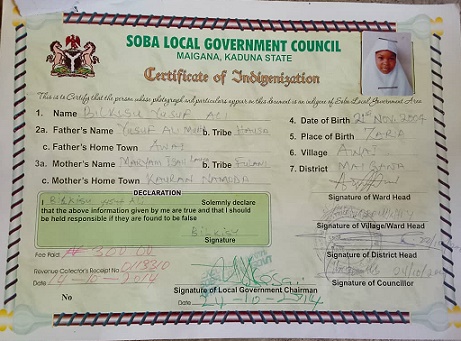 SOBA LOCAL GOVERNMENT COUNCIL
MAIGANA, KADUNA STATE
Certificate of Indigenization
This is to Certify that the person whose photograph and particulars appear on this document is an indigene of Soba Local Government Area
1. Name BILKISU YUSUF ALI
2a. Father's Name YUSUF ALI b. Tribe HAUSA
c. Father's Home Town AWAI
3a. Mother's Name MARYAM b. Tribe FULANI
c. Mother's Home Town KAURAN
4. Date of Birth 21st NOV. 2004
5. Place of Birth ZARIA
6. Village AWAI
7. District MAIGANA
DECLARATION
I BILKISU Solemnly declare
that the above information given by me are true and that I should
be held responsible if they are found to be false
BILKISU
Signature
Fee Paid
Revenue Collector's Receipt No
Date 24-10-2014
No
Signature of Local Government Chairman
Date 24-10-2014
Signature of Ward Head
Signature of Village/Ward Head
Signature of District Head
Signature of Councillor